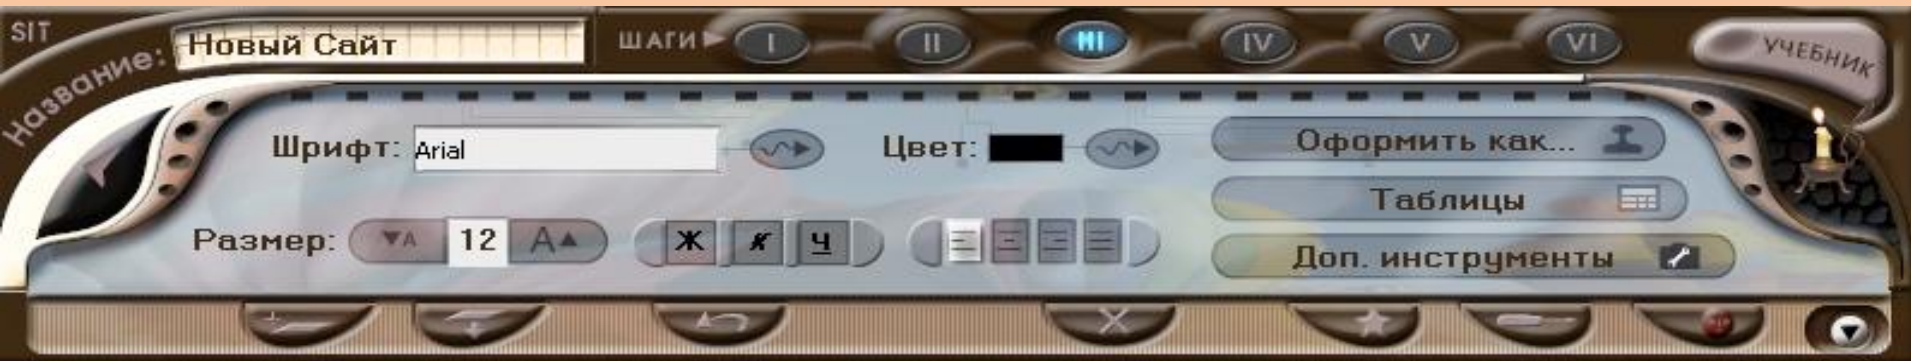 SIT
Название: Новый Сайт ШАГИ I II III IV V VI УЧЕБНИК
Шрифт: Arial Цвет: Оформить как...
Таблицы
Размер: А 12 А Ж К Ч
Доп. инструменты